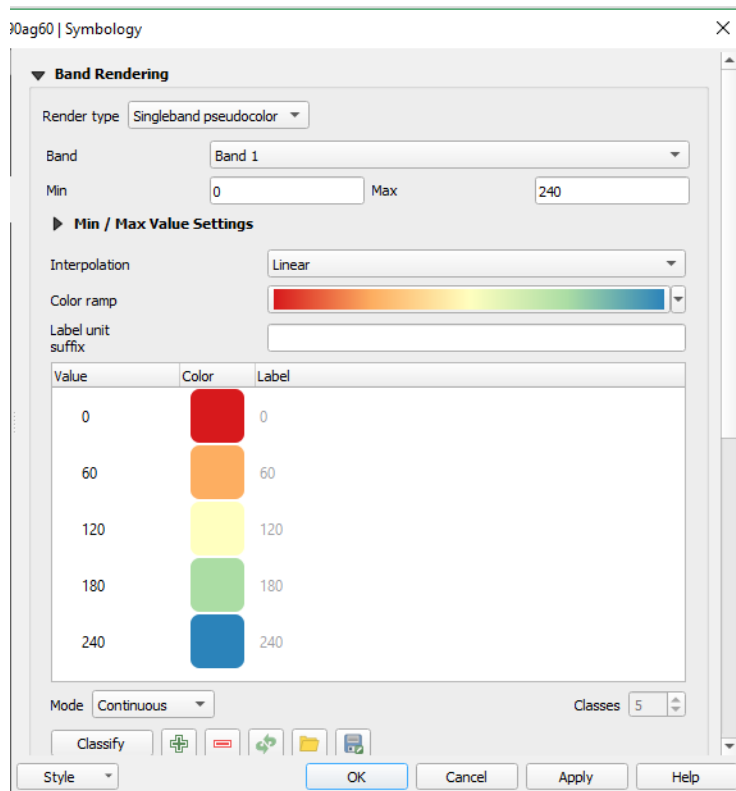 90ag60 | Symbology
Band Rendering
Render type Singleband pseudocolor
Band Band 1
Min 0 Max 240
Min / Max Value Settings
Interpolation Linear
Color ramp
Label unit
suffix
Value Color Label
0 0
60 60
120 120
180 180
240 240
Mode Continuous Classes 5
Classify
Style OK Cancel Apply Help